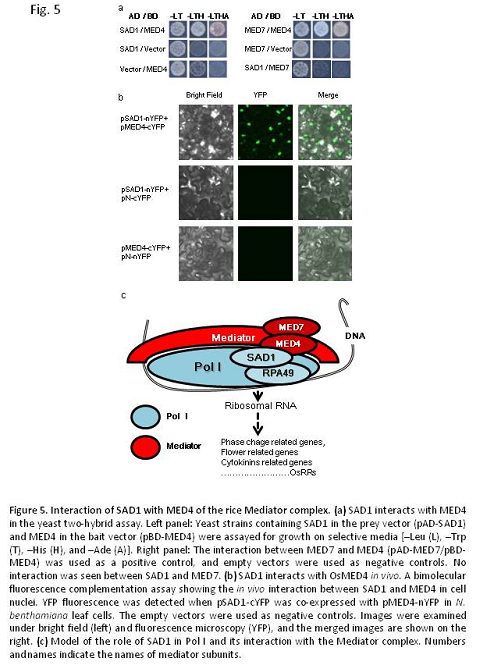 Fig. 5
a
AD / BD -LT -LTH -LTHA
AD / BD -LT -LTH -LTHA
SAD1 / MED4
MED7 / MED4
SAD1 / Vector
MED7 / Vector
Vector / MED4
SAD1 / MED7
b
Bright Field YFP Merge
pSAD1-nYFP+
pMED4-cYFP
pSAD1-nYFP+
pN-cYFP
pMED4-cYFP+
pN-nYFP
c
MED7
Mediator
DNA
MED4
SAD1
Pol I
RPA49
Ribosomal RNA
Pol I
Mediator
Phase chage related genes,
Flower related genes
Cytokinins related genes
........................OsRRs
Figure 5. Interaction of SAD1 with MED4 of the rice Mediator complex. (a) SAD1 interacts with MED4
in the yeast two-hybrid assay. Left panel: Yeast strains containing SAD1 in the prey vector {pAD-SAD1}
and MED4 in the bait vector {pBD-MED4} were assayed for growth on selective media [–Leu {L}, –Trp
{T}, –His {H}, and –Ade {A}]. Right panel: The interaction between MED7 and MED4 {pAD-MED7/pBD-
MED4} was used as a positive control, and empty vectors were used as negative controls. No
interaction was seen between SAD1 and MED7. (b) SAD1 interacts with OsMED4 in vivo. A bimolecular
fluorescence complementation assay showing the in vivo interaction between SAD1 and MED4 in cell
nuclei. YFP fluorescence was detected when pSAD1-cYFP was co-expressed with pMED4-nYFP in N.
benthamiana leaf cells. The empty vectors were used as negative controls. Images were examined
under bright field (left) and fluorescence microscopy (YFP), and the merged images are shown on the
right. (c) Model of the role of SAD1 in Pol I and its interaction with the Mediator complex. Numbers
and names indicate the names of mediator subunits.